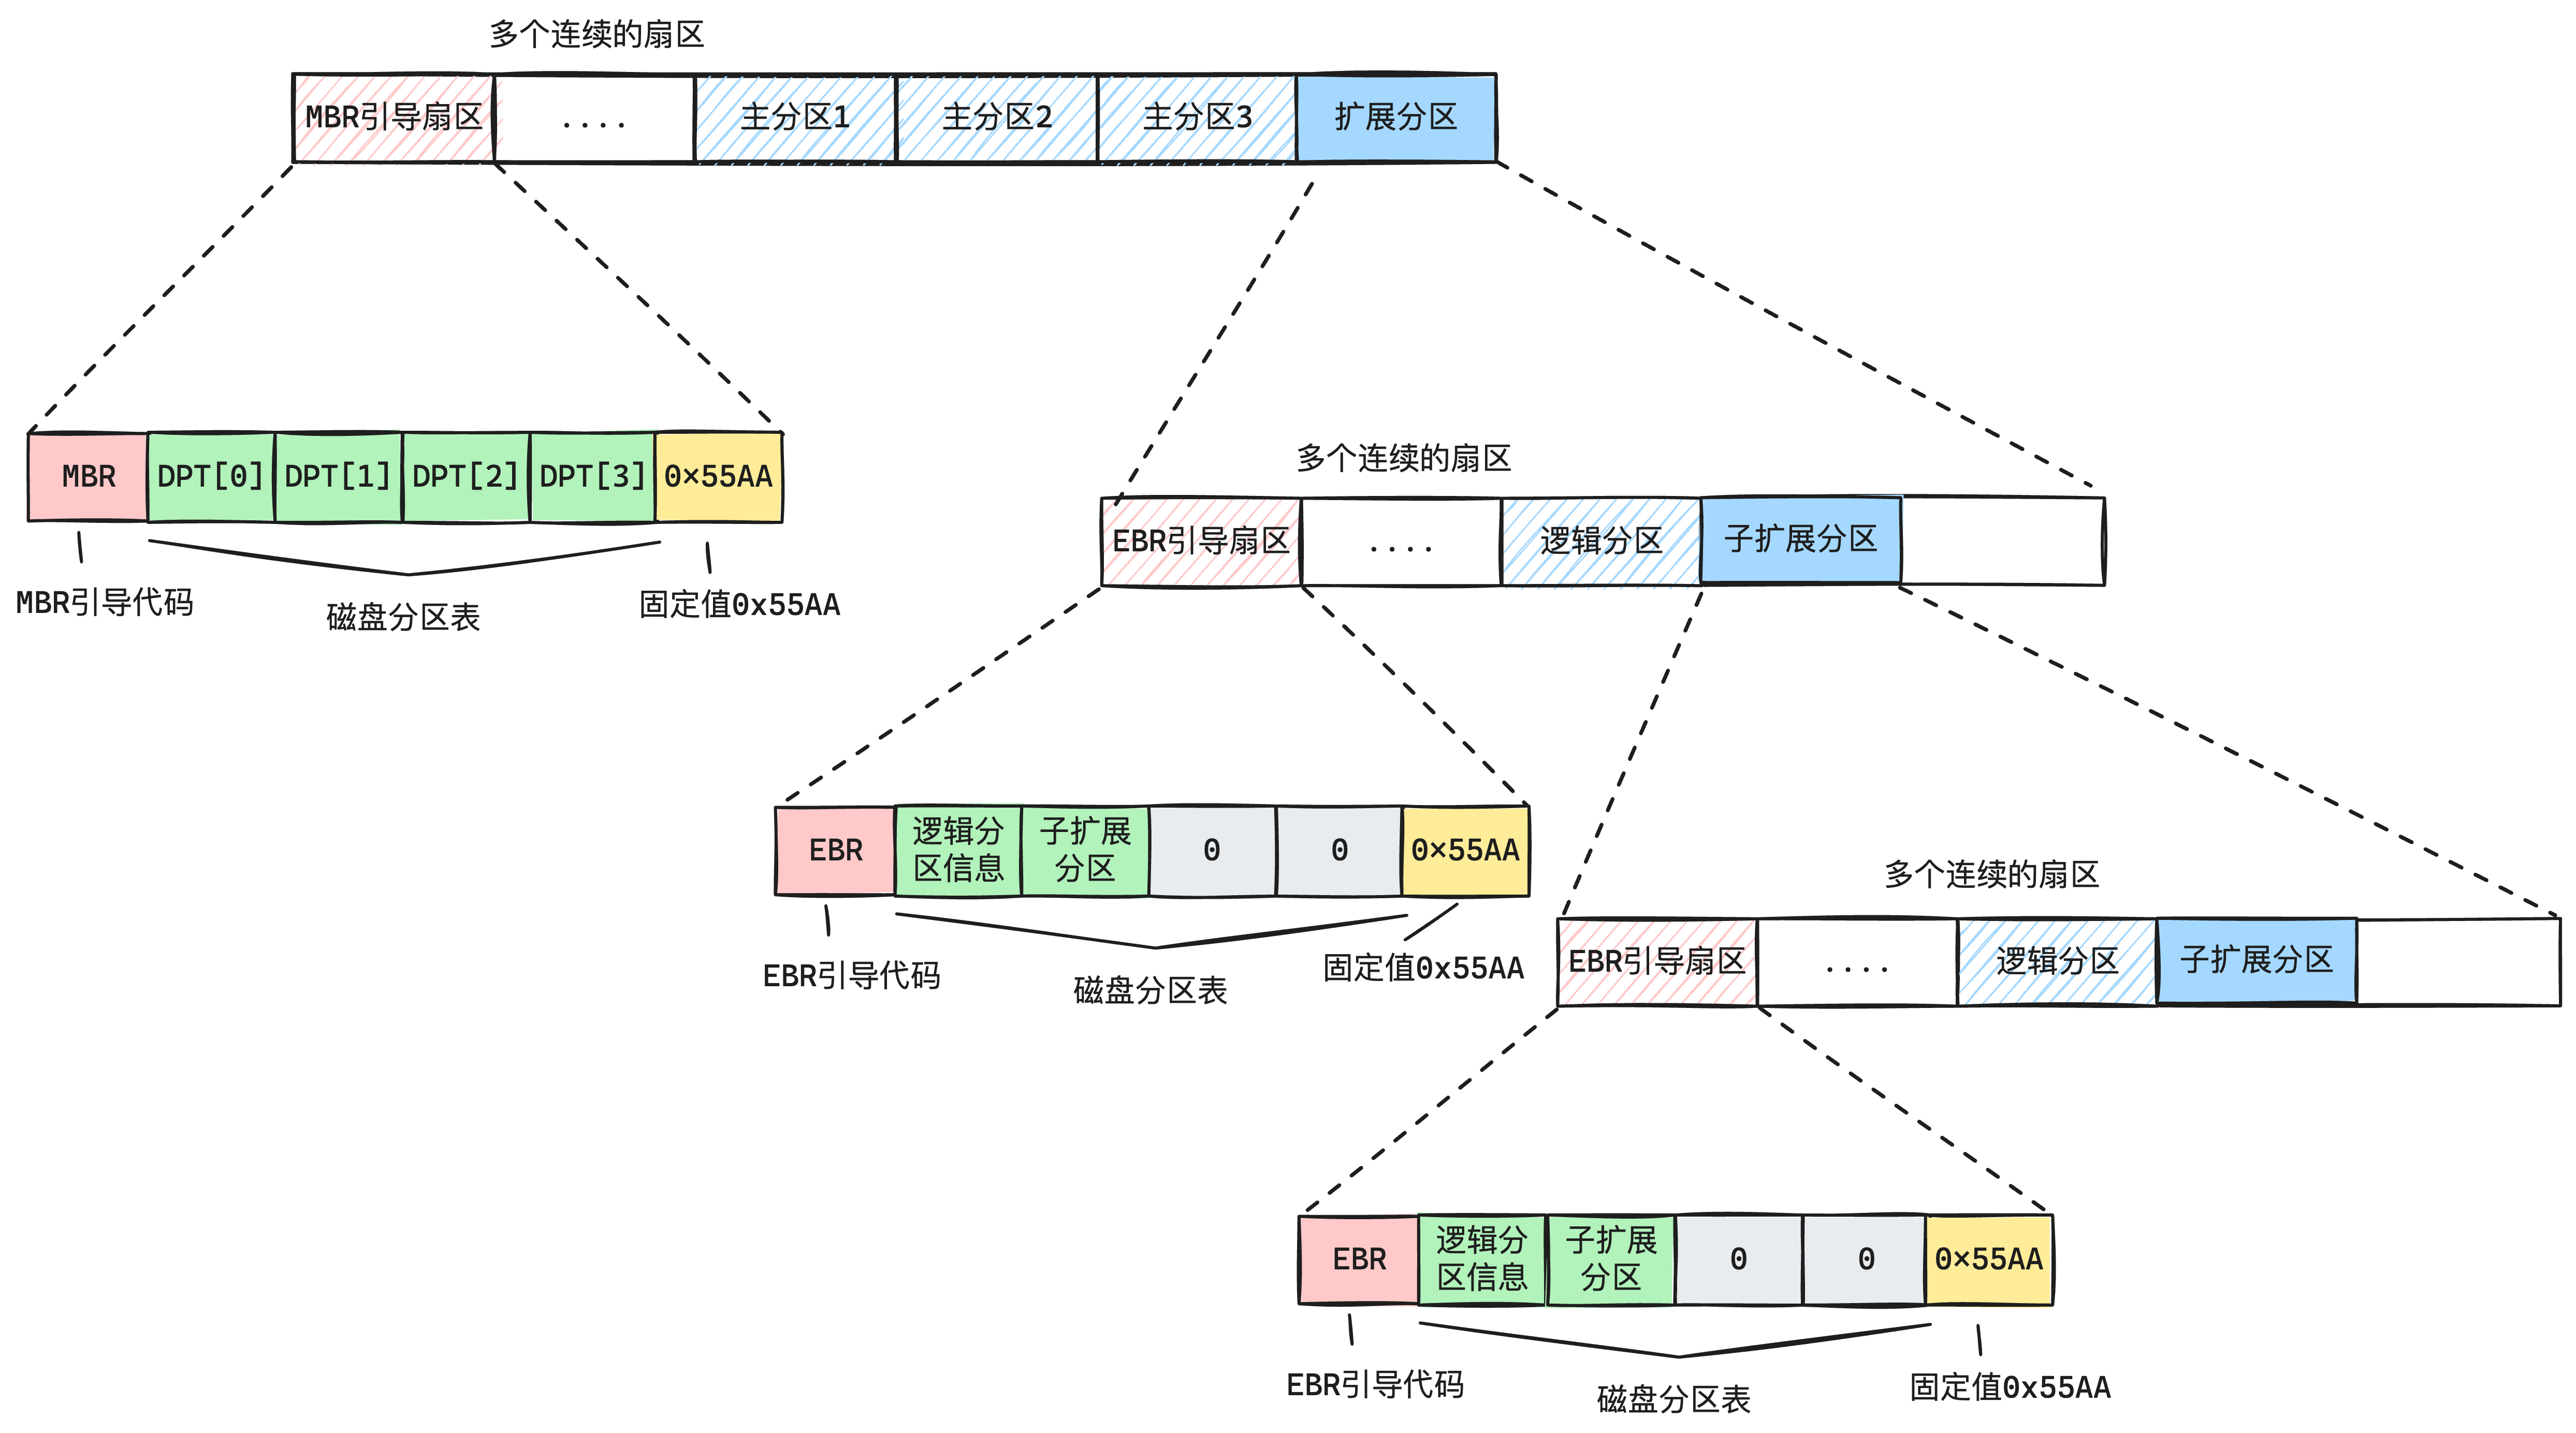 多个连续的扇区
MBR引导扇区 .... 主分区1 主分区2 主分区3 扩展分区
MBR DPT[0] DPT[1] DPT[2] DPT[3] 0×55AA
MBR引导代码 磁盘分区表 固定值0x55AA
多个连续的扇区
EBR引导扇区 .... 逻辑分区 子扩展分区
EBR 逻辑分 子扩展 0 0 0×55AA
区信息 分区
EBR引导代码 磁盘分区表 固定值0x55AA
多个连续的扇区
EBR引导扇区 .... 逻辑分区 子扩展分区
EBR 逻辑分 子扩展 0 0 0×55AA
区信息 分区
EBR引导代码 磁盘分区表 固定值0x55AA